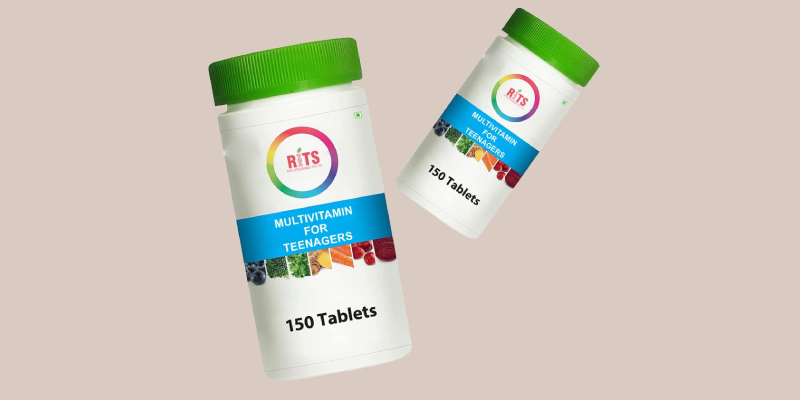 RiTS
MULTIVITAMIN
FOR
TEENAGERS
150 Tablets
RiTS
MULTIVITAMIN
FOR
TEENAGERS
150 Tablets